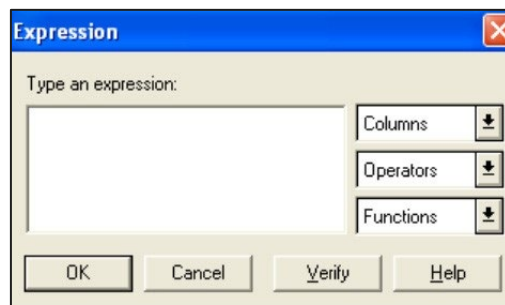 Expression
Type an expression:
Columns
Operators
Functions
OK Cancel Verify Help